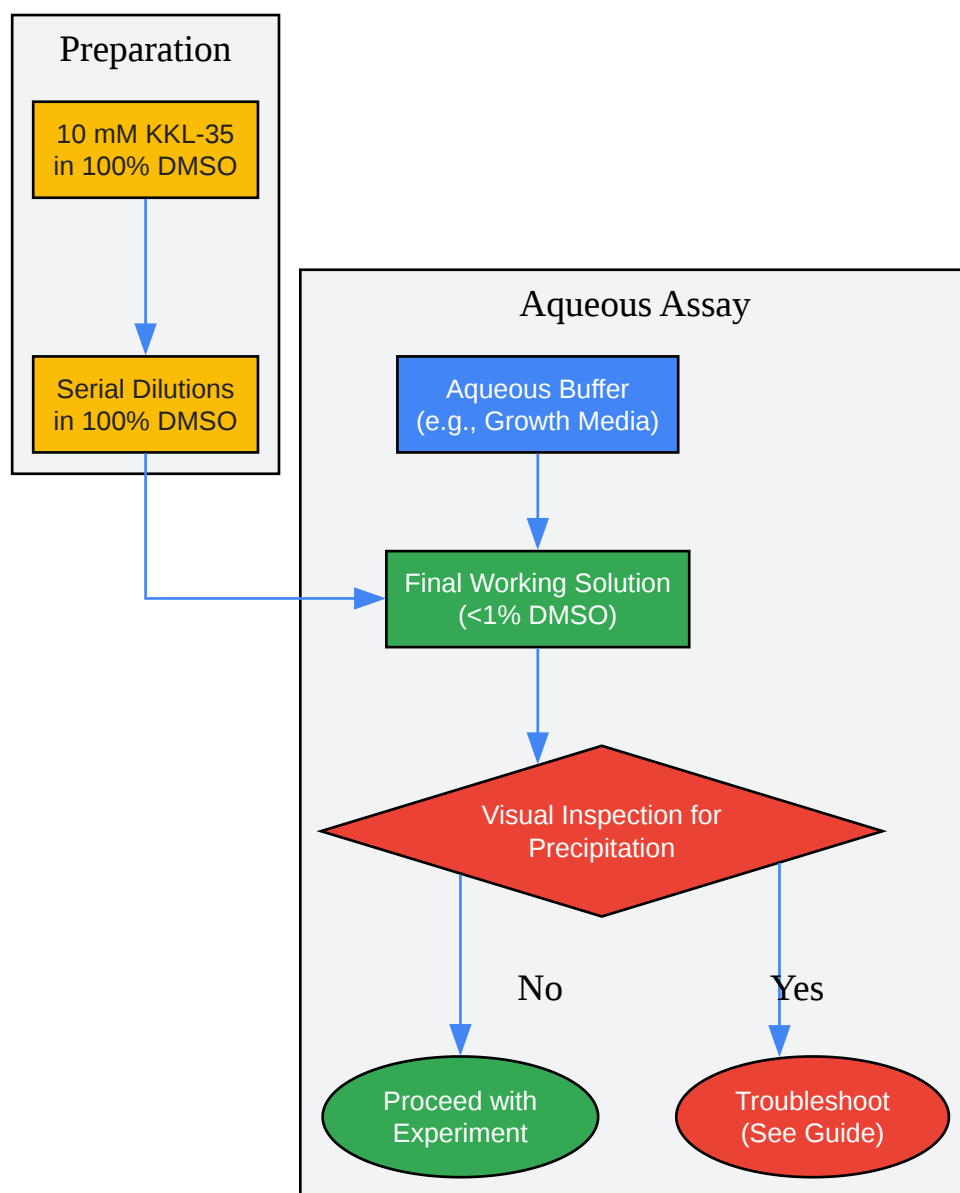 Preparation
10 mM KKL-35
in 100% DMSO
Serial Dilutions
in 100% DMSO
Aqueous Assay
Aqueous Buffer
(e.g., Growth Media)
Final Working Solution
(<1% DMSO)
Visual Inspection for
Precipitation
No
Yes
Proceed with
Experiment
Troubleshoot
(See Guide)